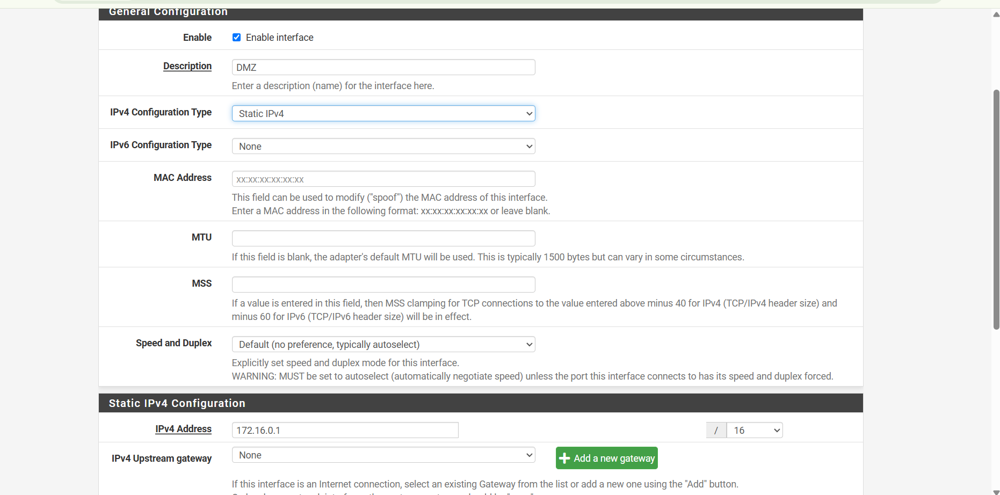 General Configuration
Enable
Enable interface
Description
DMZ
Enter a description (name) for the interface here.
IPv4 Configuration Type
Static IPv4
IPv6 Configuration Type
None
MAC Address
xx:xx:xx:xx:xx:xx
This field can be used to modify ("spoof") the MAC address of this interface.
Enter a MAC address in the following format: xx:xx:xx:xx:xx:xx or leave blank.
MTU
If this field is blank, the adapter's default MTU will be used. This is typically 1500 bytes but can vary in some circumstances.
MSS
If a value is entered in this field, then MSS clamping for TCP connections to the value entered above minus 40 for IPv4 (TCP/IPv4 header size) and
minus 60 for IPv6 (TCP/IPv6 header size) will be in effect.
Speed and Duplex
Default (no preference, typically autoselect)
Explicitly set speed and duplex mode for this interface.
WARNING: MUST be set to autoselect (automatically negotiate speed) unless the port this interface connects to has its speed and duplex forced.
Static IPv4 Configuration
IPv4 Address
172.16.0.1
/ 16
IPv4 Upstream gateway
None
Add a new gateway
If this interface is an Internet connection, select an existing Gateway from the list or add a new one using the "Add" button.